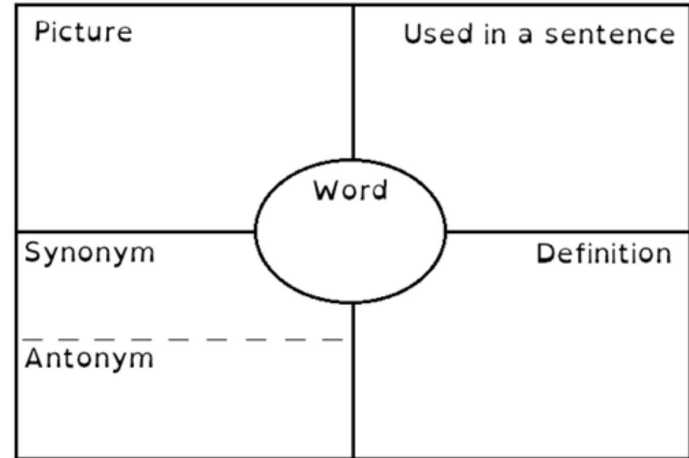 Picture
Used in a sentence
Word
Synonym
Definition
Antonym